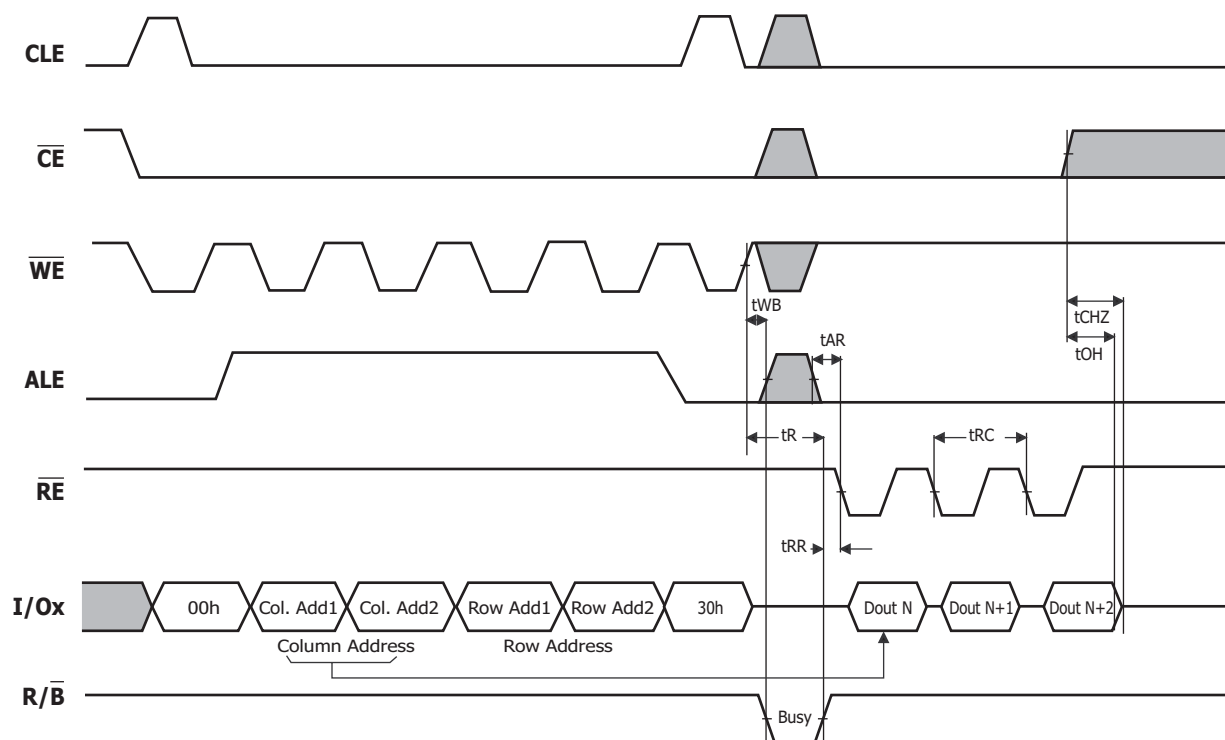 CLE
CE
WE
tWB
tCHZ
tAR
tOH
ALE
tR
tRC
RE
tRR
I/Ox
00h
Col. Add1
Col. Add2
Row Add1
Row Add2
30h
Dout N
Dout N+1
Dout N+2
Column Address
Row Address
R/B
Busy